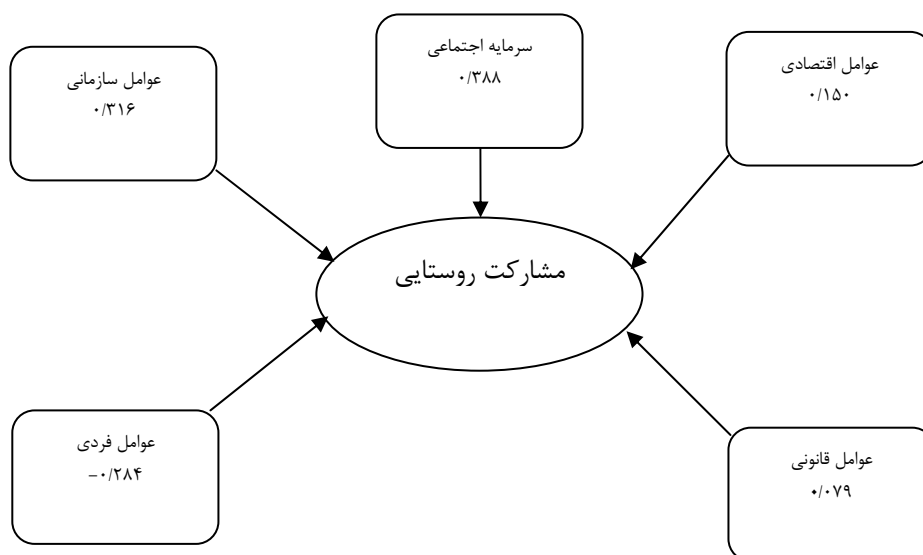 سرمایه اجتماعی
۰/۳۸۸
عوامل اقتصادی
۰/۱۵۰
عوامل سازمانی
۰/۳۱۶
مشارکت روستایی
عوامل فردی
-۰/۲۸۴
عوامل قانونی
۰/۰۷۹